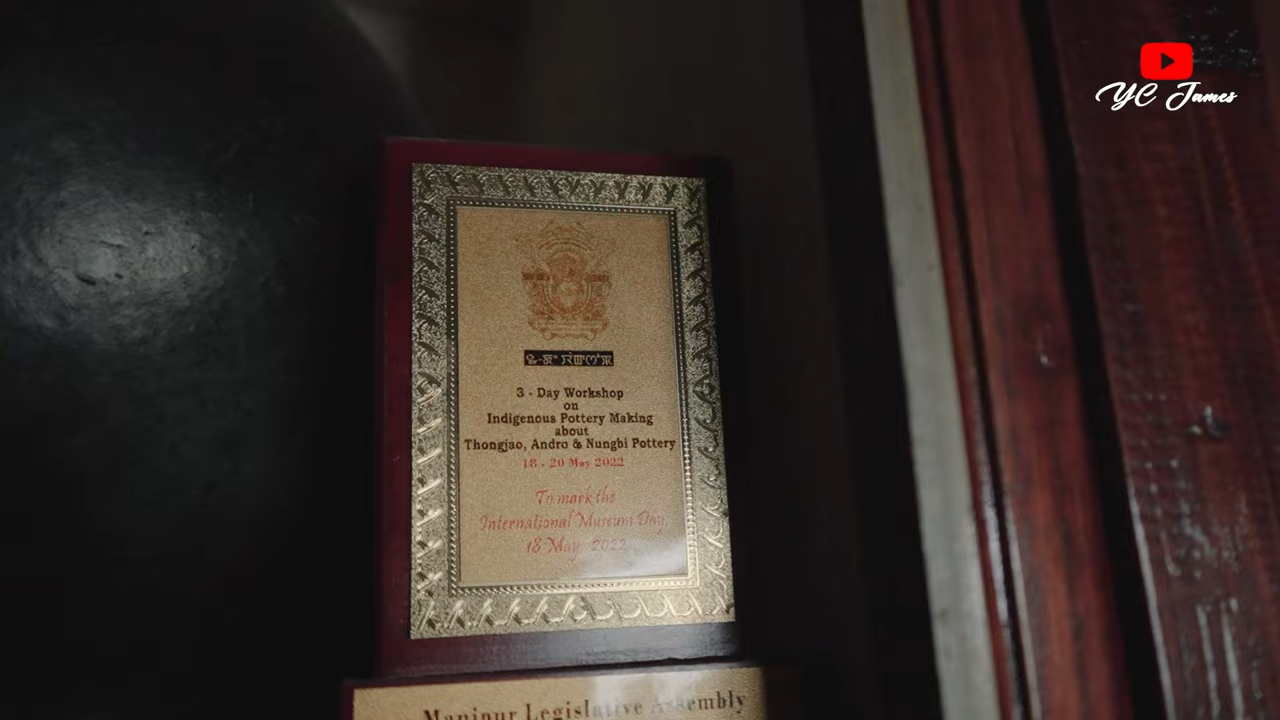 YC James
3 - Day Workshop
on
Indigenous Pottery Making
about
Thongjao, Andro & Nungbi Pottery
18 - 20 May 2022
To mark the
International Museum Day,
18 May 2022
Manipur Legislative Assembly